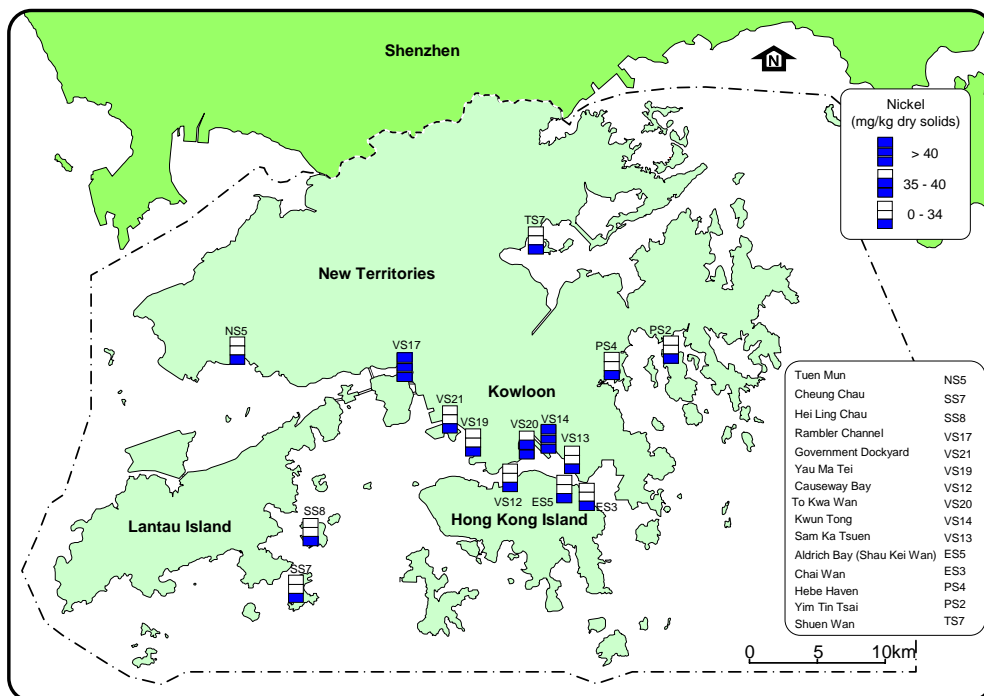 Shenzhen
N
Nickel
(mg/kg dry solids)
> 40
35 - 40
0 - 34
TS7
New Territories
NS5
VS17
PS4
PS2
Kowloon
VS21
VS19
VS20
VS14
VS13
VS12
ES5
ES3
Hong Kong Island
Lantau Island
SS8
SS7
Tuen Mun NS5
Cheung Chau SS7
Hei Ling Chau SS8
Rambler Channel VS17
Government Dockyard VS21
Yau Ma Tei VS19
Causeway Bay VS12
To Kwa Wan VS20
Kwun Tong VS14
Sam Ka Tsuen VS13
Aldrich Bay (Shau Kei Wan) ES5
Chai Wan ES3
Hebe Haven PS4
Yim Tin Tsai PS2
Shuen Wan TS7
0 5 10km